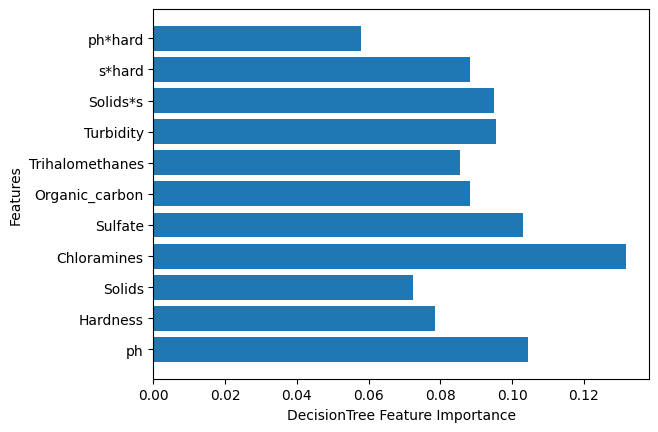 Features
ph*hard
s*hard
Solids*s
Turbidity
Trihalomethanes
Organic_carbon
Sulfate
Chloramines
Solids
Hardness
ph
0.00 0.02 0.04 0.06 0.08 0.10 0.12
DecisionTree Feature Importance